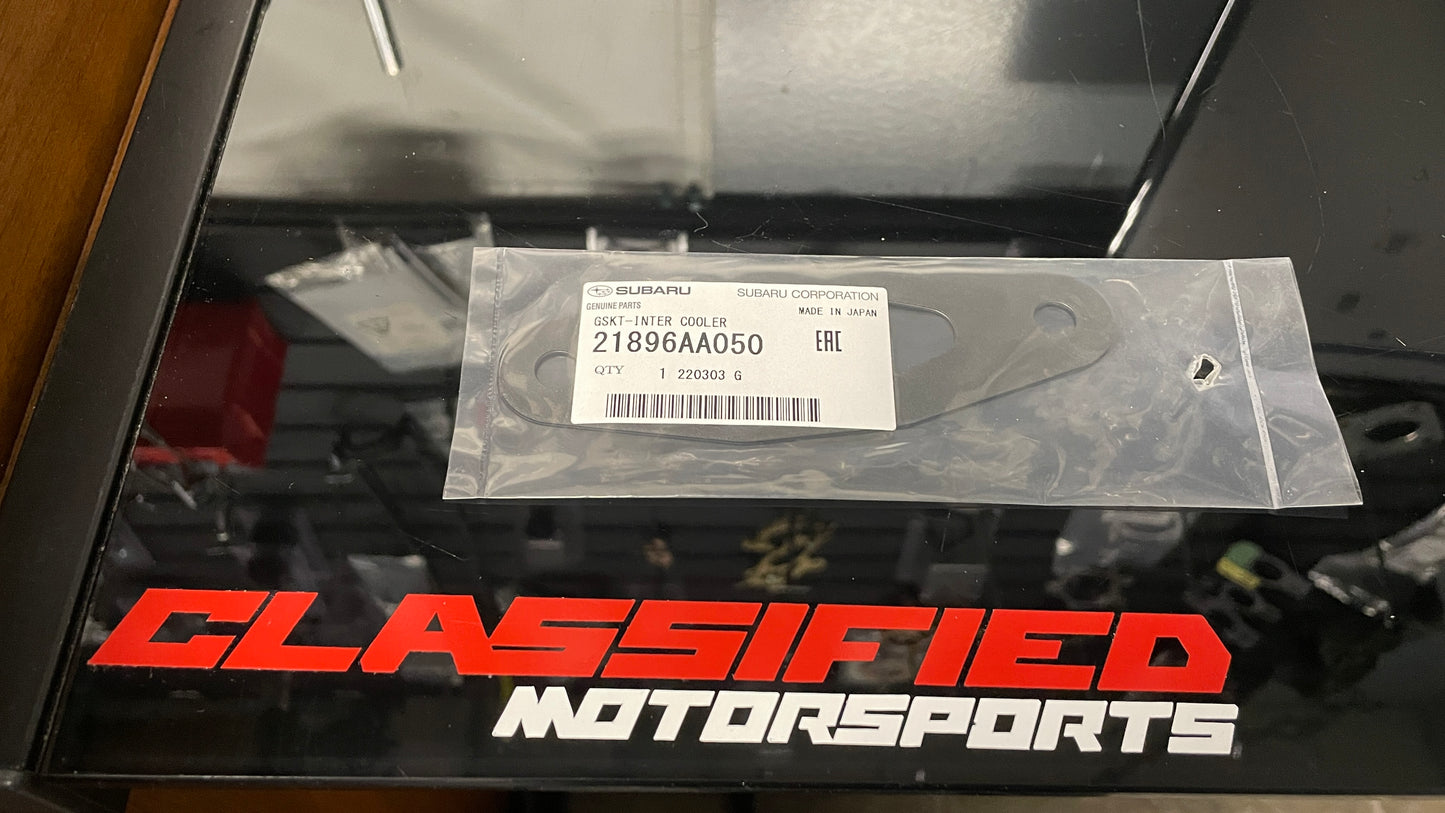 SUBARU
SUBARU CORPORATION
GENUINE PARTS
MADE IN JAPAN
GSKT-INTER COOLER
21896AA050
EAC
QTY 1 220303 G
CLASSIFIED
MOTORSPORTS